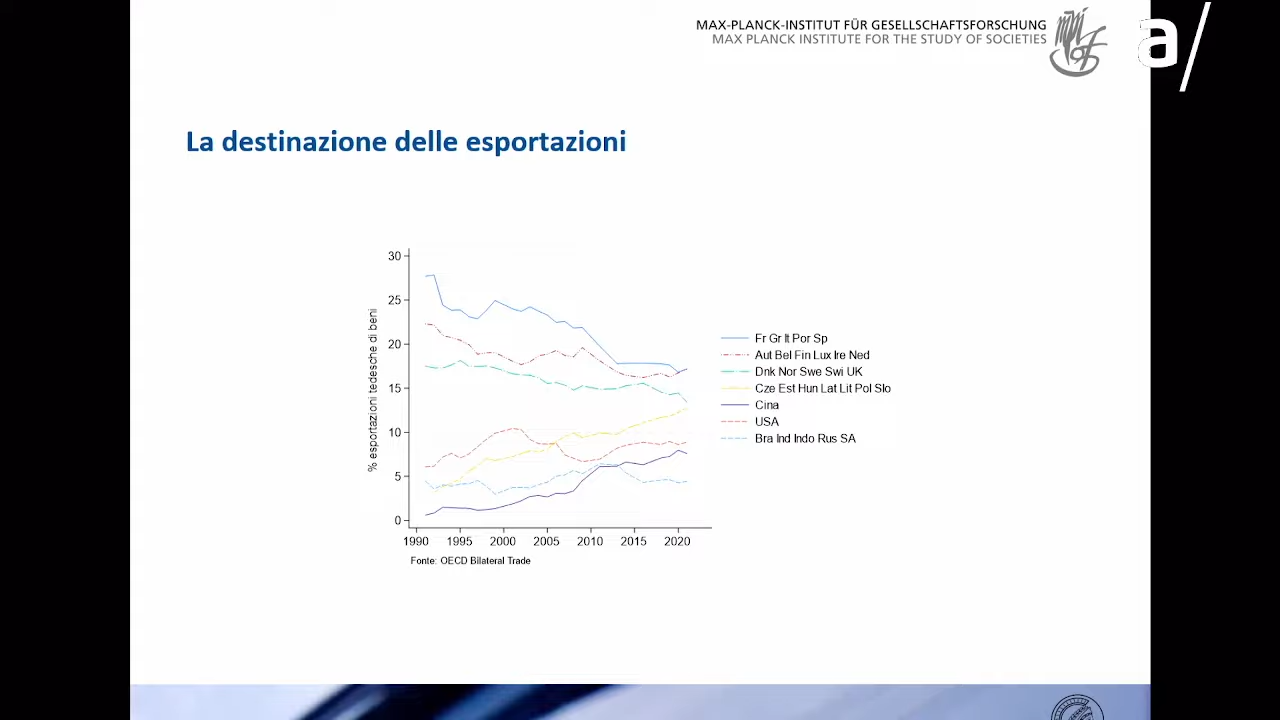 MAX-PLANCK-INSTITUT FÜR GESELLSCHAFTSFORSCHUNG
MAX PLANCK INSTITUTE FOR THE STUDY OF SOCIETIES
a/
La destinazione delle esportazioni
% esportazioni tedesche di beni
30
25
20
15
10
5
0
1990 1995 2000 2005 2010 2015 2020
Fr Gr It Por Sp
Aut Bel Fin Lux Ire Ned
Dnk Nor Swe Swi UK
Cze Est Hun Lat Lit Pol Slo
Cina
USA
Bra Ind Indo Rus SA
Fonte: OECD Bilateral Trade